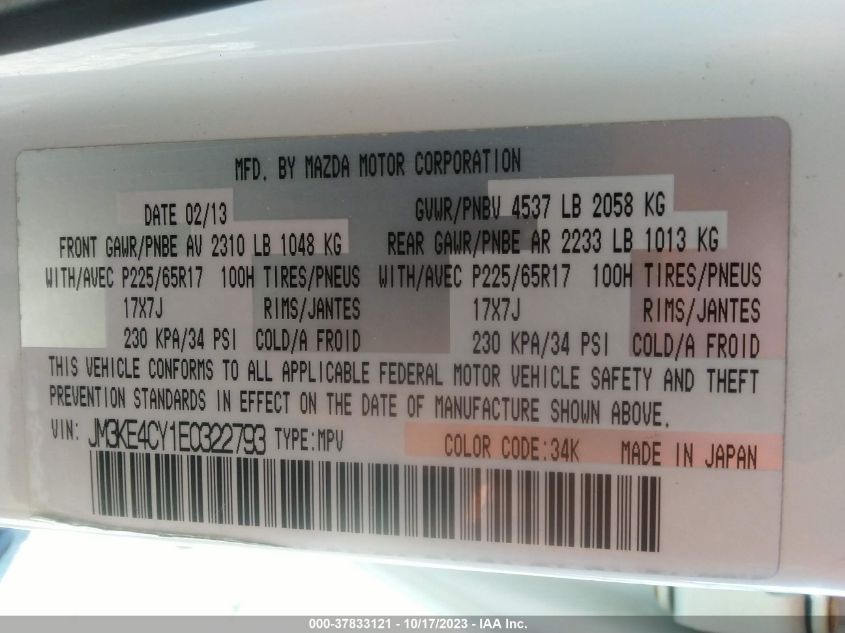 MFD. BY MAZDA MOTOR CORPORATION
DATE 02/13 GVWR/PNBV 4537 LB 2058 KG
FRONT GAWR/PNBE AV 2310 LB 1048 KG REAR GAWR/PNBE AR 2233 LB 1013 KG
WITH/AVEC P225/65R17 100H TIRES/PNEUS WITH/AVEC P225/65R17 100H TIRES/PNEUS
17X7J RIMS/JANTES 17X7J RIMS/JANTES
230 KPA/34 PSI COLD/A FROID 230 KPA/34 PSI COLD/A FROID
THIS VEHICLE CONFORMS TO ALL APPLICABLE FEDERAL MOTOR VEHICLE SAFETY AND THEFT
PREVENTION STANDARDS IN EFFECT ON THE DATE OF MANUFACTURE SHOWN ABOVE.
VIN: JM3KE4CY1E0322793 TYPE:MPV COLOR CODE:34K MADE IN JAPAN
000-37833121 - 10/17/2023 - IAA Inc.